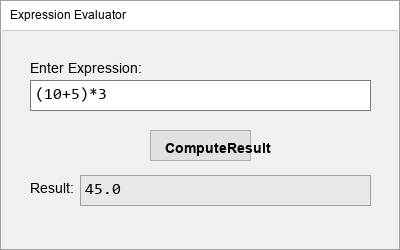 Expression Evaluator
Enter Expression:
(10+5)*3
ComputeResult
Result: 45.0